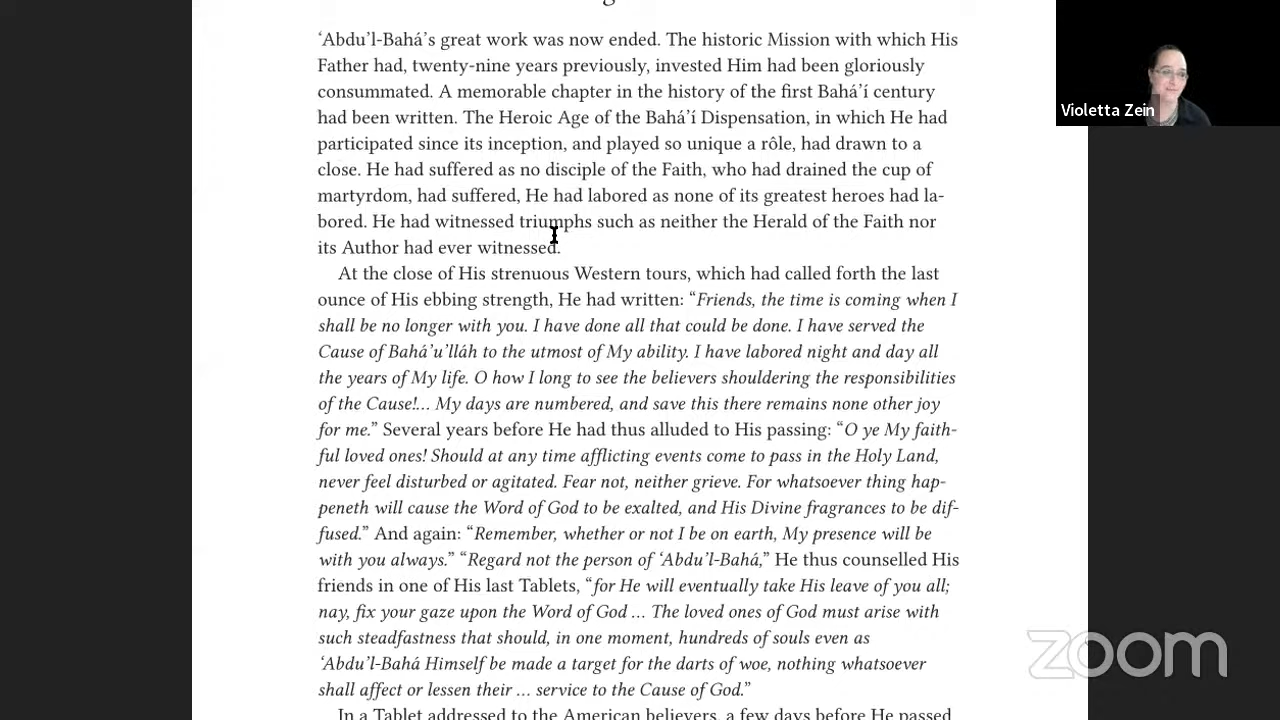 ‘Abdu’l-Bahá’s great work was now ended. The historic Mission with which His
Father had, twenty-nine years previously, invested Him had been gloriously
consummated. A memorable chapter in the history of the first Bahá’í century
had been written. The Heroic Age of the Bahá’í Dispensation, in which He had
participated since its inception, and played so unique a rôle, had drawn to a
close. He had suffered as no disciple of the Faith, who had drained the cup of
martyrdom, had suffered, He had labored as none of its greatest heroes had la-
bored. He had witnessed triumphs such as neither the Herald of the Faith nor
its Author had ever witnessed.
At the close of His strenuous Western tours, which had called forth the last
ounce of His ebbing strength, He had written: “Friends, the time is coming when I
shall be no longer with you. I have done all that could be done. I have served the
Cause of Bahá’u’lláh to the utmost of My ability. I have labored night and day all
the years of My life. O how I long to see the believers shouldering the responsibilities
of the Cause!… My days are numbered, and save this there remains none other joy
for me.” Several years before He had thus alluded to His passing: “O ye My faith-
ful loved ones! Should at any time afflicting events come to pass in the Holy Land,
never feel disturbed or agitated. Fear not, neither grieve. For whatsoever thing hap-
peneth will cause the Word of God to be exalted, and His Divine fragrances to be dif-
fused.” And again: “Remember, whether or not I be on earth, My presence will be
with you always.” “Regard not the person of ‘Abdu’l-Bahá,” He thus counselled His
friends in one of His last Tablets, “for He will eventually take His leave of you all;
nay, fix your gaze upon the Word of God … The loved ones of God must arise with
such steadfastness that should, in one moment, hundreds of souls even as
‘Abdu’l-Bahá Himself be made a target for the darts of woe, nothing whatsoever
shall affect or lessen their … service to the Cause of God.”
In a Tablet addressed to the American believers, a few days before He passed
Violetta Zein
zoom